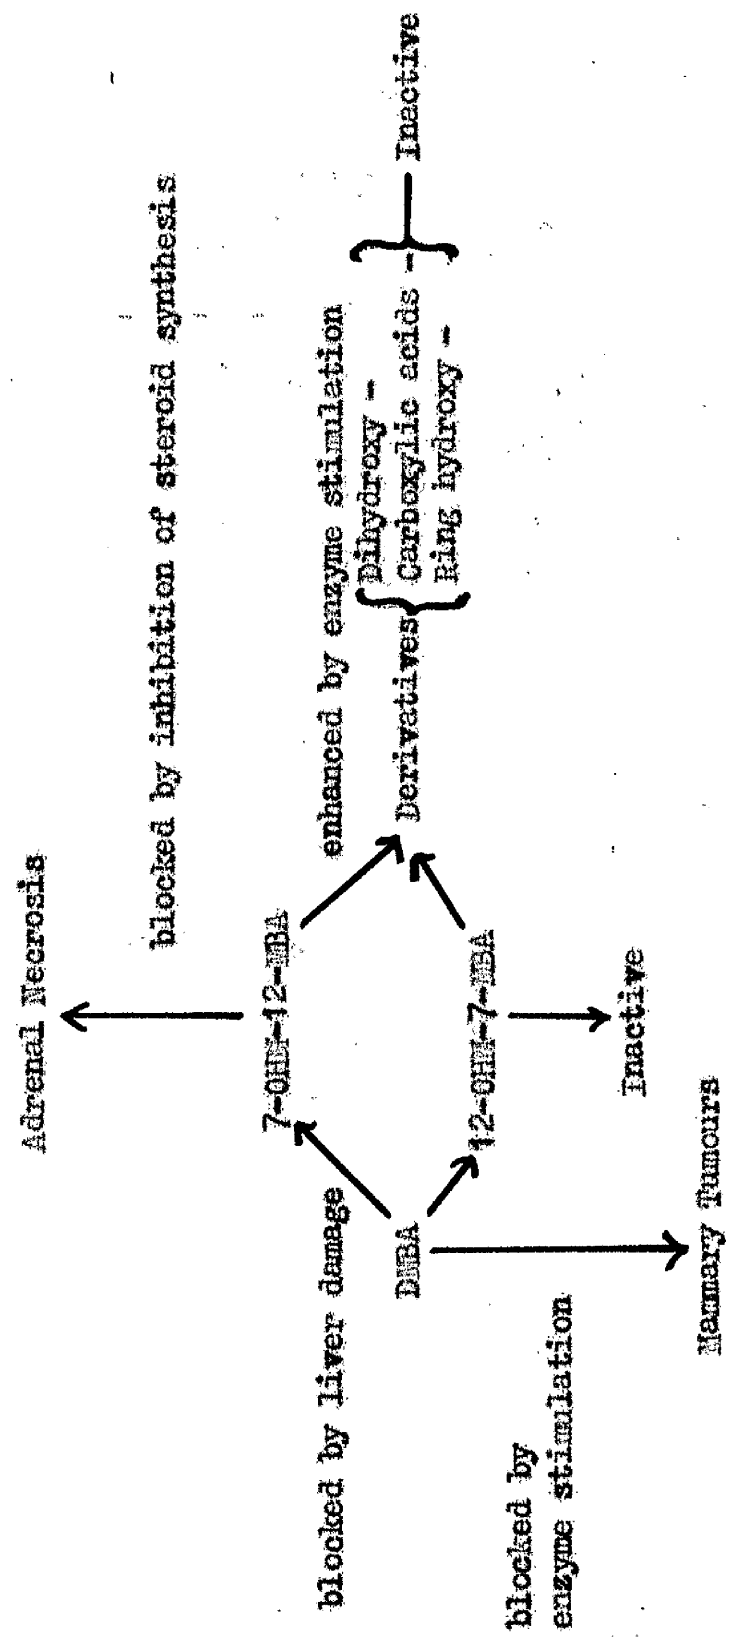 Adrenal Necrosis
blocked by inhibition of steroid synthesis
7-OHM-12-MBA
blocked by liver damage
enhanced by enzyme stimulation
DMBA
Derivatives
Dihydroxy -
Carboxylic acids -
Ring hydroxy -
Inactive
12-OHM-7-MBA
blocked by
enzyme stimulation
Inactive
Mammary Tumours